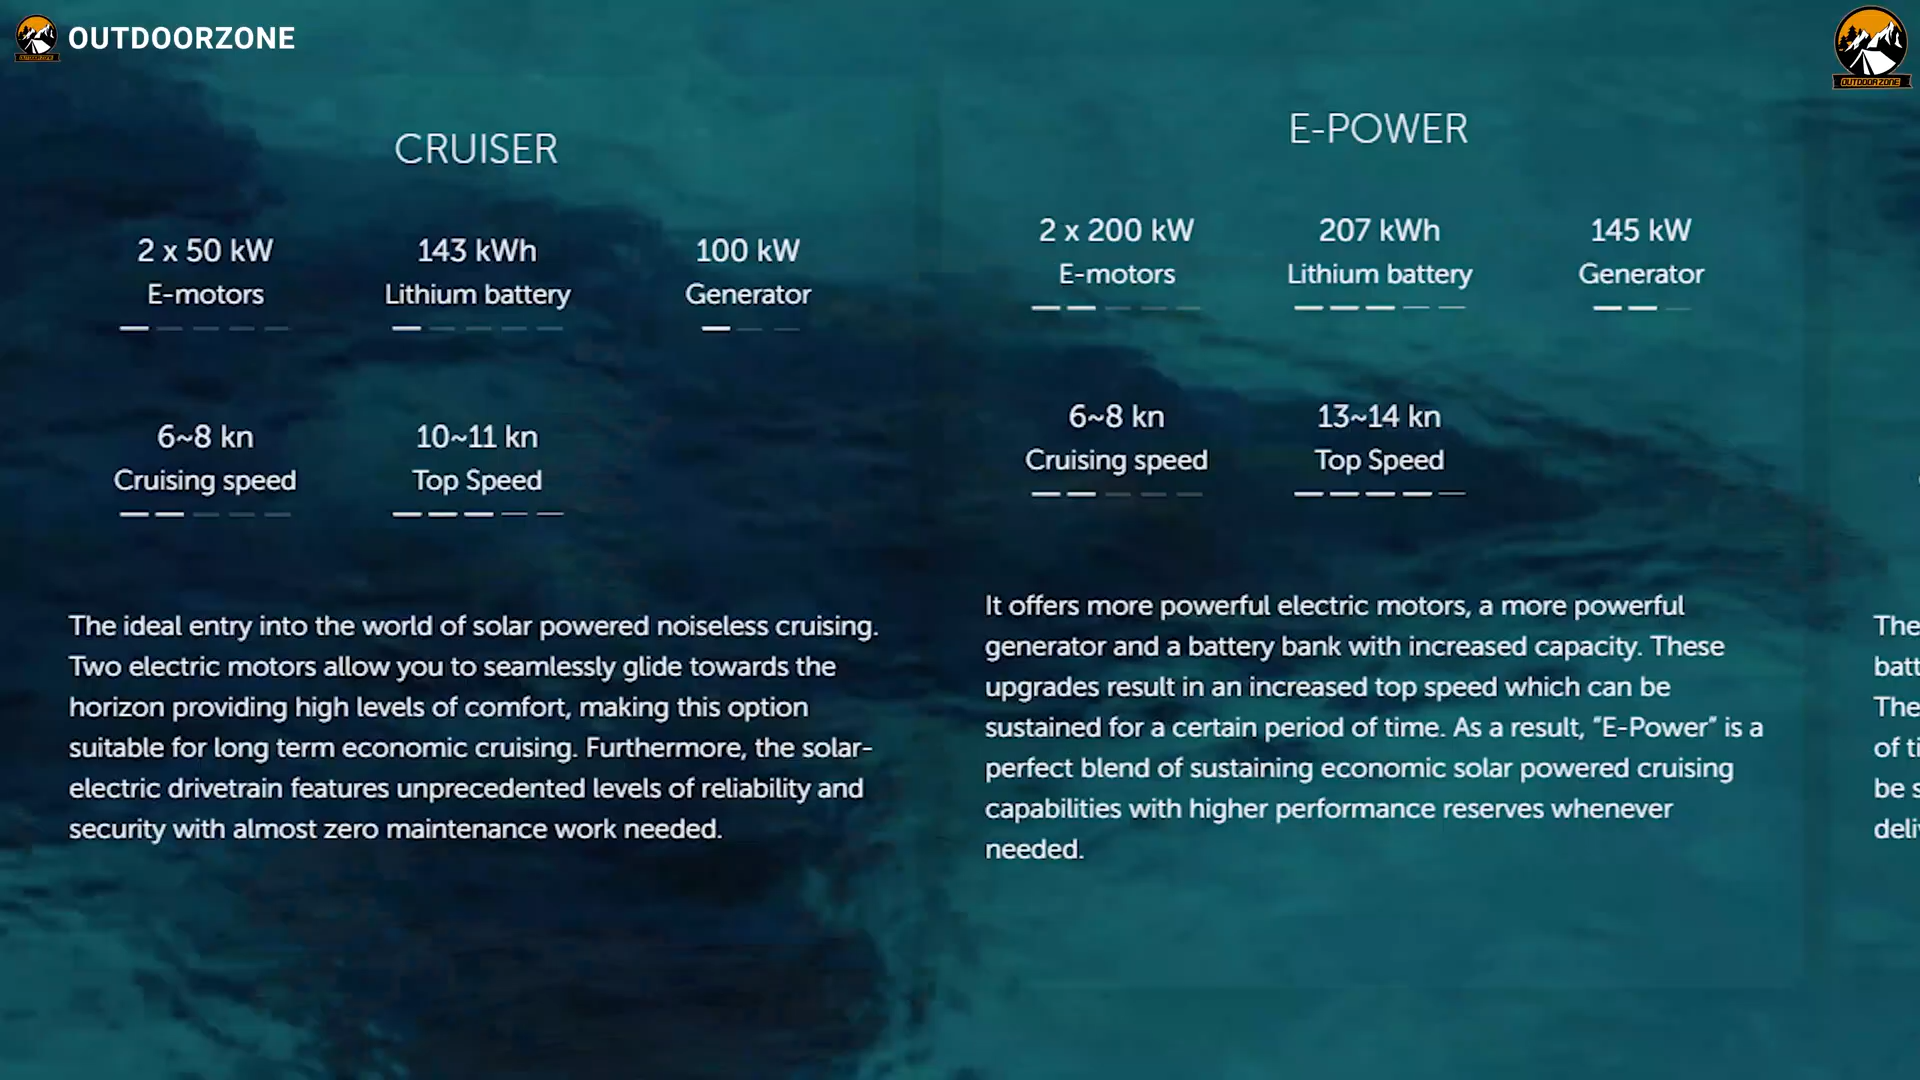 OUTDOORZONE
OUTDOORZONE
OUTDOORZONE
CRUISER
2 x 50 kW
E-motors
143 kWh
Lithium battery
100 kW
Generator
6~8 kn
Cruising speed
10~11 kn
Top Speed
The ideal entry into the world of solar powered noiseless cruising.
Two electric motors allow you to seamlessly glide towards the
horizon providing high levels of comfort, making this option
suitable for long term economic cruising. Furthermore, the solar-
electric drivetrain features unprecedented levels of reliability and
security with almost zero maintenance work needed.
E-POWER
2 x 200 kW
E-motors
207 kWh
Lithium battery
145 kW
Generator
6~8 kn
Cruising speed
13~14 kn
Top Speed
It offers more powerful electric motors, a more powerful
generator and a battery bank with increased capacity. These
upgrades result in an increased top speed which can be
sustained for a certain period of time. As a result, "E-Power" is a
perfect blend of sustaining economic solar powered cruising
capabilities with higher performance reserves whenever
needed.
The
batt
The
of ti
be s
deliv